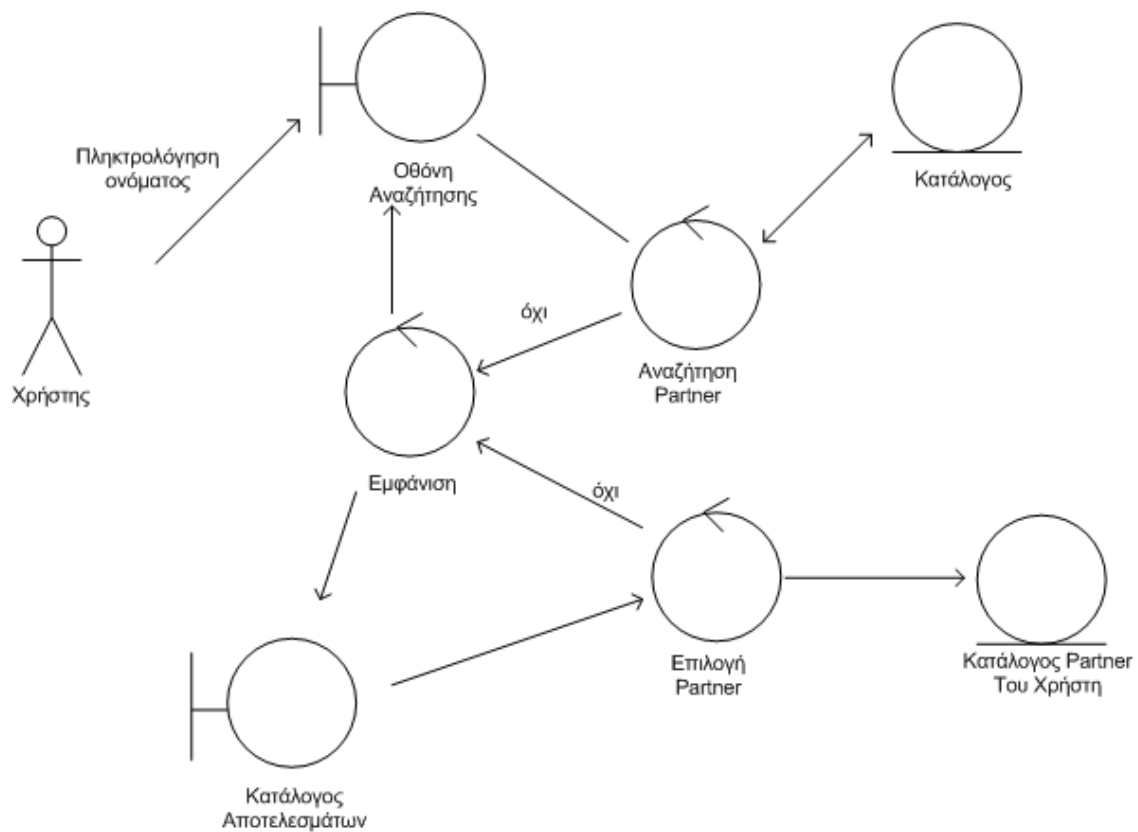 Πληκτρολόγηση
ονόματος
Οθόνη
Αναζήτησης
Κατάλογος
Χρήστης
όχι
Αναζήτηση
Partner
Εμφάνιση
όχι
Επιλογή
Partner
Κατάλογος Partner
Του Χρήστη
Κατάλογος
Αποτελεσμάτων